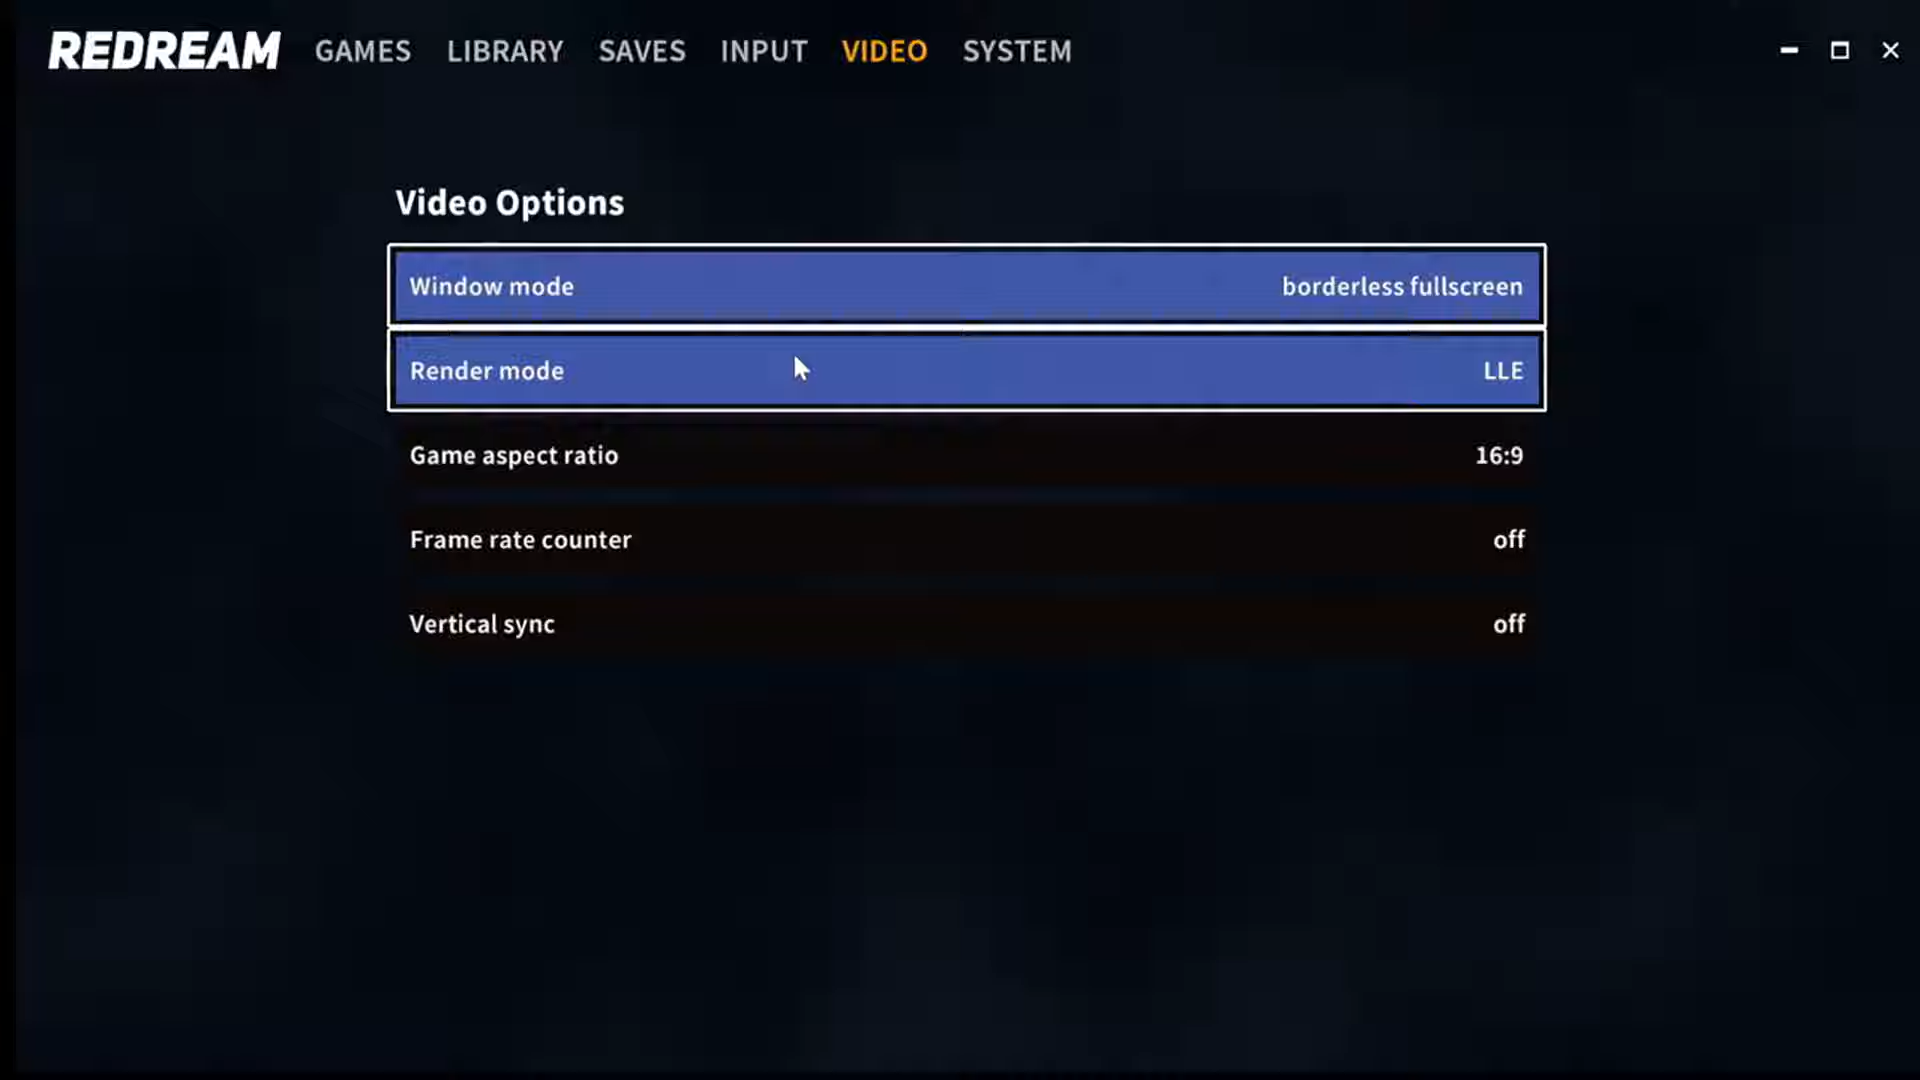 REDREAM GAMES LIBRARY SAVES INPUT VIDEO SYSTEM
Video Options
Window mode borderless fullscreen
Render mode LLE
Game aspect ratio 16:9
Frame rate counter off
Vertical sync off